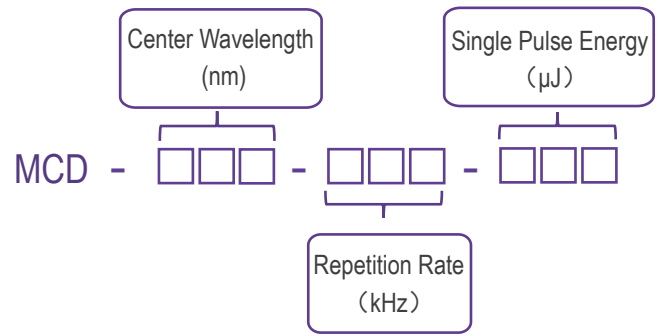 Center Wavelength
(nm)
Single Pulse Energy
（μJ）
MCD - □□□ - □□□ - □□□
Repetition Rate
（kHz）